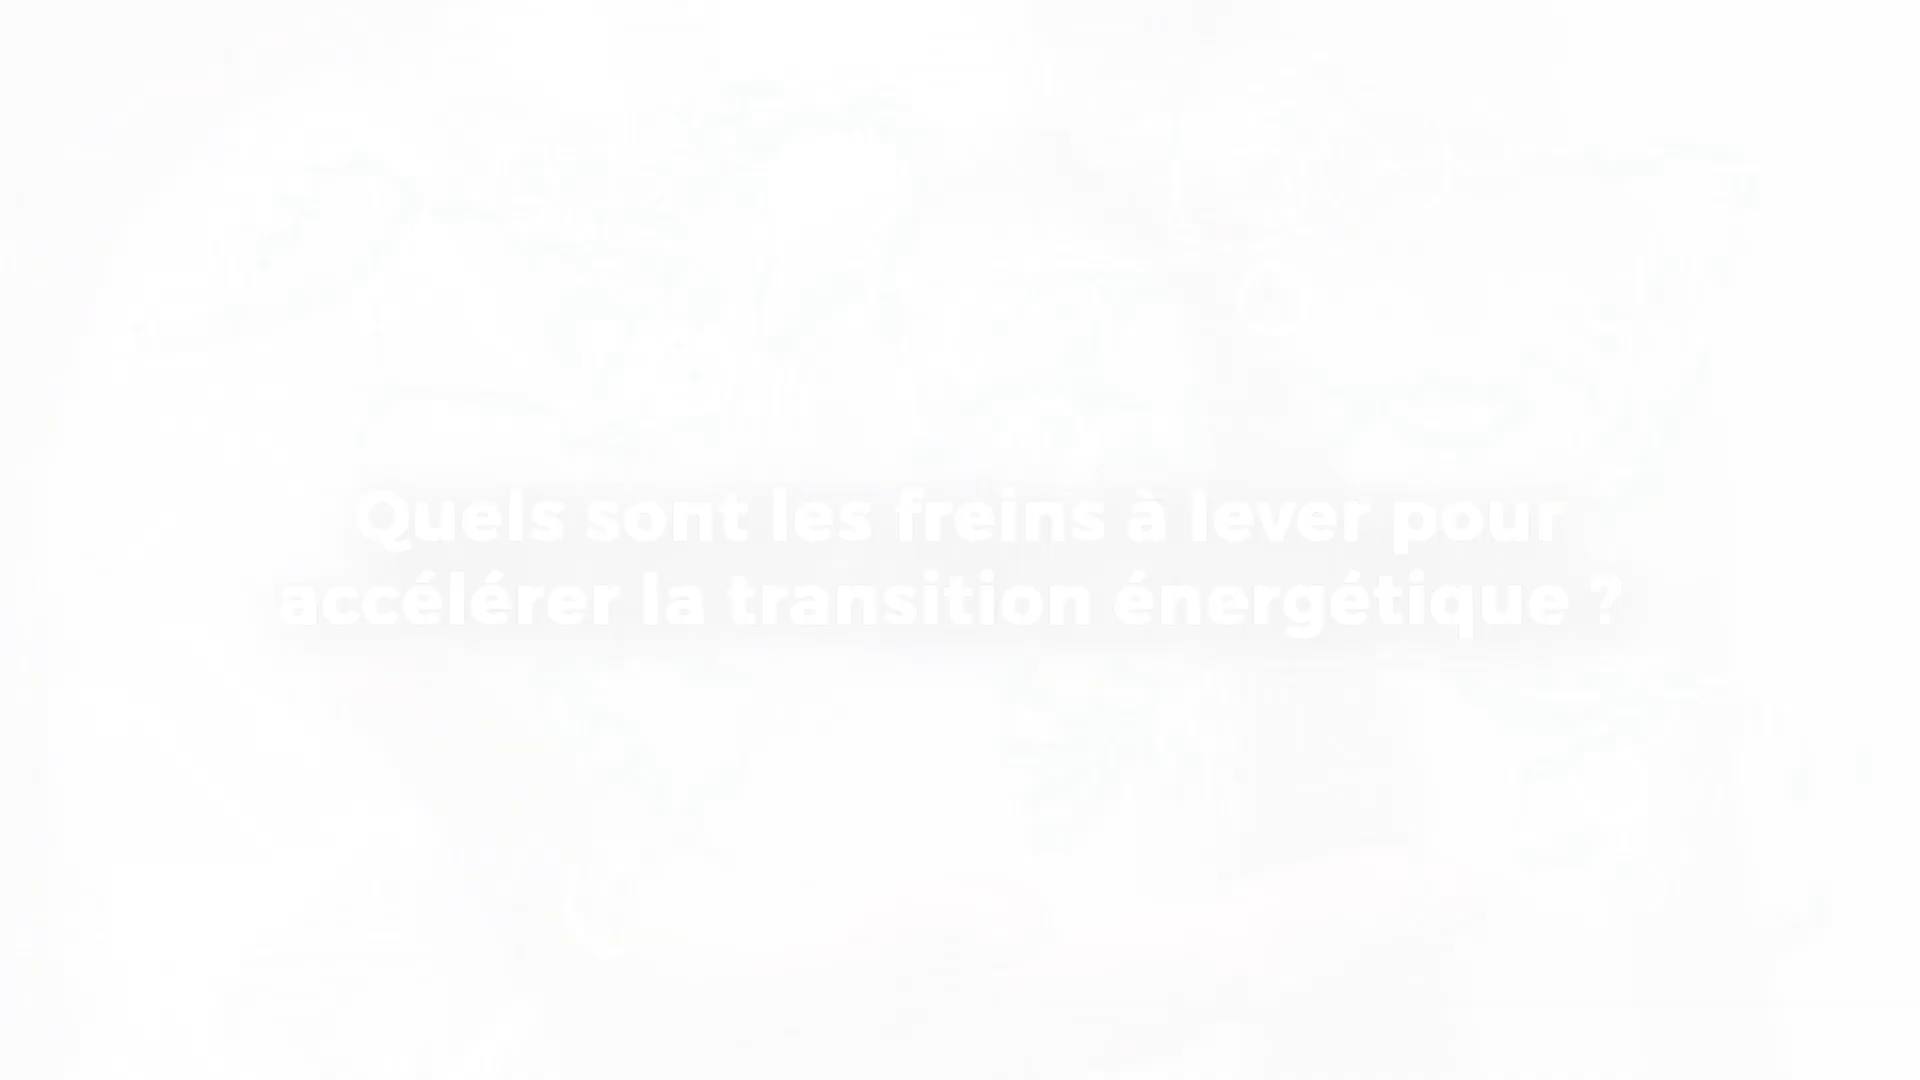 Quels sont les freins à lever pour
accélérer la transition énergétique ?